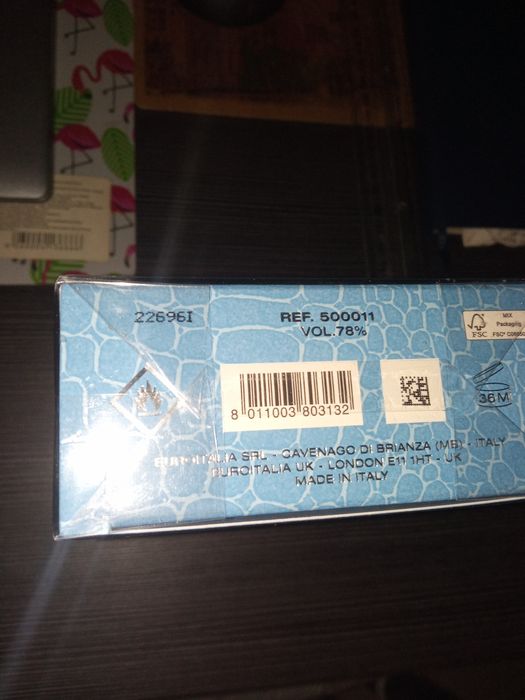 22696I
REF. 500011
VOL.78%
FSC
MIX
Packaging
8 011003 803132
36M
EUROITALIA SRL - CAVENAGO DI BRIANZA (MB) - ITALY
EUROITALIA UK - LONDON E11 1HT - UK
MADE IN ITALY